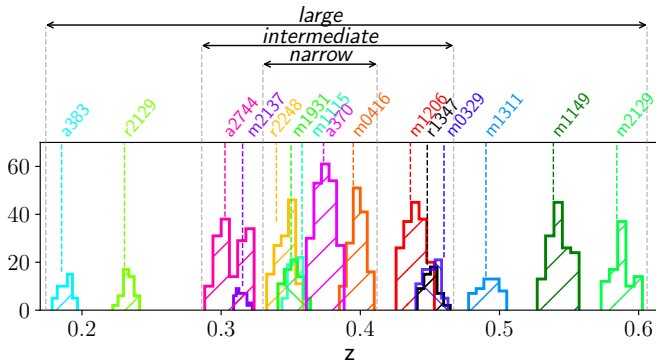 large
intermediate
narrow
a383
r2129
a2744
m2137
r2248
m1931
m1115
a370
m0416
m1206
r1347
m0329
m1311
m1149
m2129
60
40
20
0
0.2 0.3 0.4 0.5 0.6
z